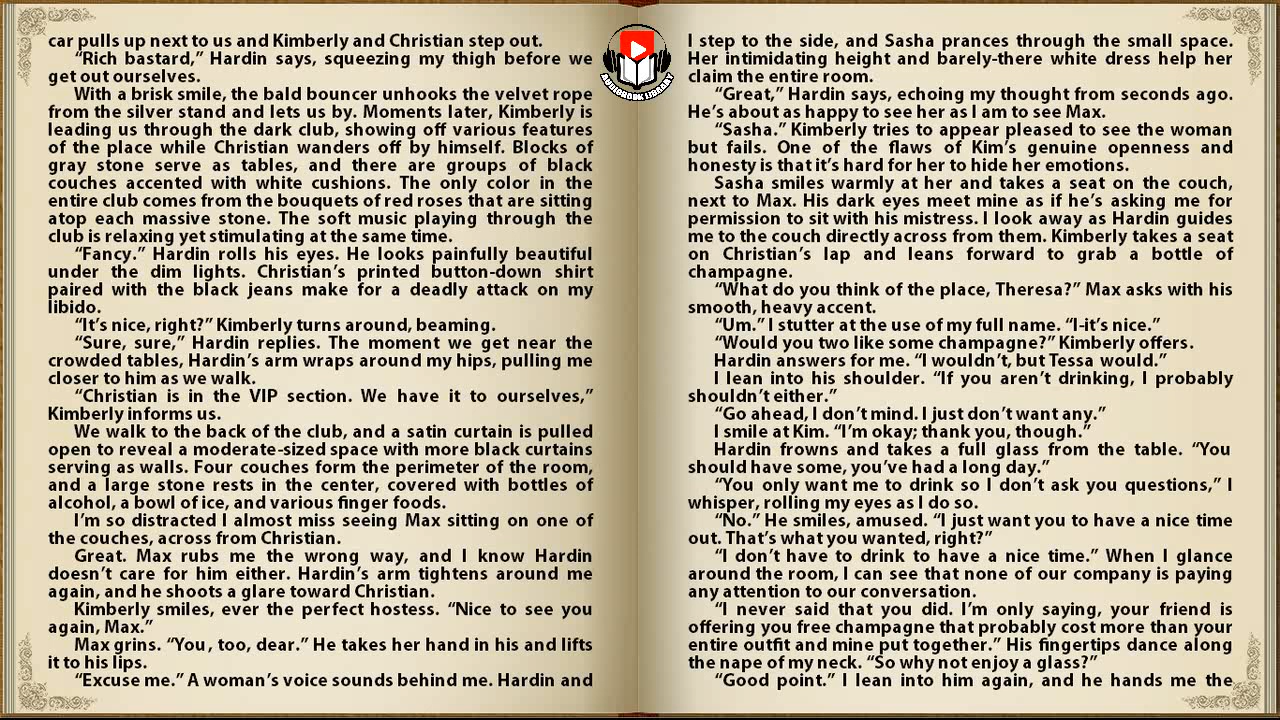 car pulls up next to us and Kimberly and Christian step out.
“Rich bastard,” Hardin says, squeezing my thigh before we
get out ourselves.
With a brisk smile, the bald bouncer unhooks the velvet rope
from the silver stand and lets us by. Moments later, Kimberly is
leading us through the dark club, showing off various features
of the place while Christian wanders off by himself. Blocks of
gray stone serve as tables, and there are groups of black
couches accented with white cushions. The only color in the
entire club comes from the bouquets of red roses that are sitting
atop each massive stone. The soft music playing through the
club is relaxing yet stimulating at the same time.
“Fancy.” Hardin rolls his eyes. He looks painfully beautiful
under the dim lights. Christian’s printed button-down shirt
paired with the black jeans make for a deadly attack on my
libido.
“It’s nice, right?” Kimberly turns around, beaming.
“Sure, sure,” Hardin replies. The moment we get near the
crowded tables, Hardin’s arm wraps around my hips, pulling me
closer to him as we walk.
“Christian is in the VIP section. We have it to ourselves,”
Kimberly informs us.
We walk to the back of the club, and a satin curtain is pulled
open to reveal a moderate-sized space with more black curtains
serving as walls. Four couches form the perimeter of the room,
and a large stone rests in the center, covered with bottles of
alcohol, a bowl of ice, and various finger foods.
I’m so distracted I almost miss seeing Max sitting on one of
the couches, across from Christian.
Great. Max rubs me the wrong way, and I know Hardin
doesn’t care for him either. Hardin’s arm tightens around me
again, and he shoots a glare toward Christian.
Kimberly smiles, ever the perfect hostess. “Nice to see you
again, Max.”
Max grins. “You, too, dear.” He takes her hand in his and lifts
it to his lips.
“Excuse me.” A woman’s voice sounds behind me. Hardin and
AUDIOBOOK LIBRARY
I step to the side, and Sasha prances through the small space.
Her intimidating height and barely-there white dress help her
claim the entire room.
“Great,” Hardin says, echoing my thought from seconds ago.
He’s about as happy to see her as I am to see Max.
“Sasha.” Kimberly tries to appear pleased to see the woman
but fails. One of the flaws of Kim’s genuine openness and
honesty is that it’s hard for her to hide her emotions.
Sasha smiles warmly at her and takes a seat on the couch,
next to Max. His dark eyes meet mine as if he’s asking me for
permission to sit with his mistress. I look away as Hardin guides
me to the couch directly across from them. Kimberly takes a seat
on Christian’s lap and leans forward to grab a bottle of
champagne.
“What do you think of the place, Theresa?” Max asks with his
smooth, heavy accent.
“Um.” I stutter at the use of my full name. “I-it’s nice.”
“Would you two like some champagne?” Kimberly offers.
Hardin answers for me. “I wouldn’t, but Tessa would.”
I lean into his shoulder. “If you aren’t drinking, I probably
shouldn’t either.”
“Go ahead, I don’t mind. I just don’t want any.”
I smile at Kim. “I’m okay; thank you, though.”
Hardin frowns and takes a full glass from the table. “You
should have some, you’ve had a long day.”
“You only want me to drink so I don’t ask you questions,” I
whisper, rolling my eyes as I do so.
“No.” He smiles, amused. “I just want you to have a nice time
out. That’s what you wanted, right?”
“I don’t have to drink to have a nice time.” When I glance
around the room, I can see that none of our company is paying
any attention to our conversation.
“I never said that you did. I’m only saying, your friend is
offering you free champagne that probably cost more than your
entire outfit and mine put together.” His fingertips dance along
the nape of my neck. “So why not enjoy a glass?”
“Good point.” I lean into him again, and he hands me the